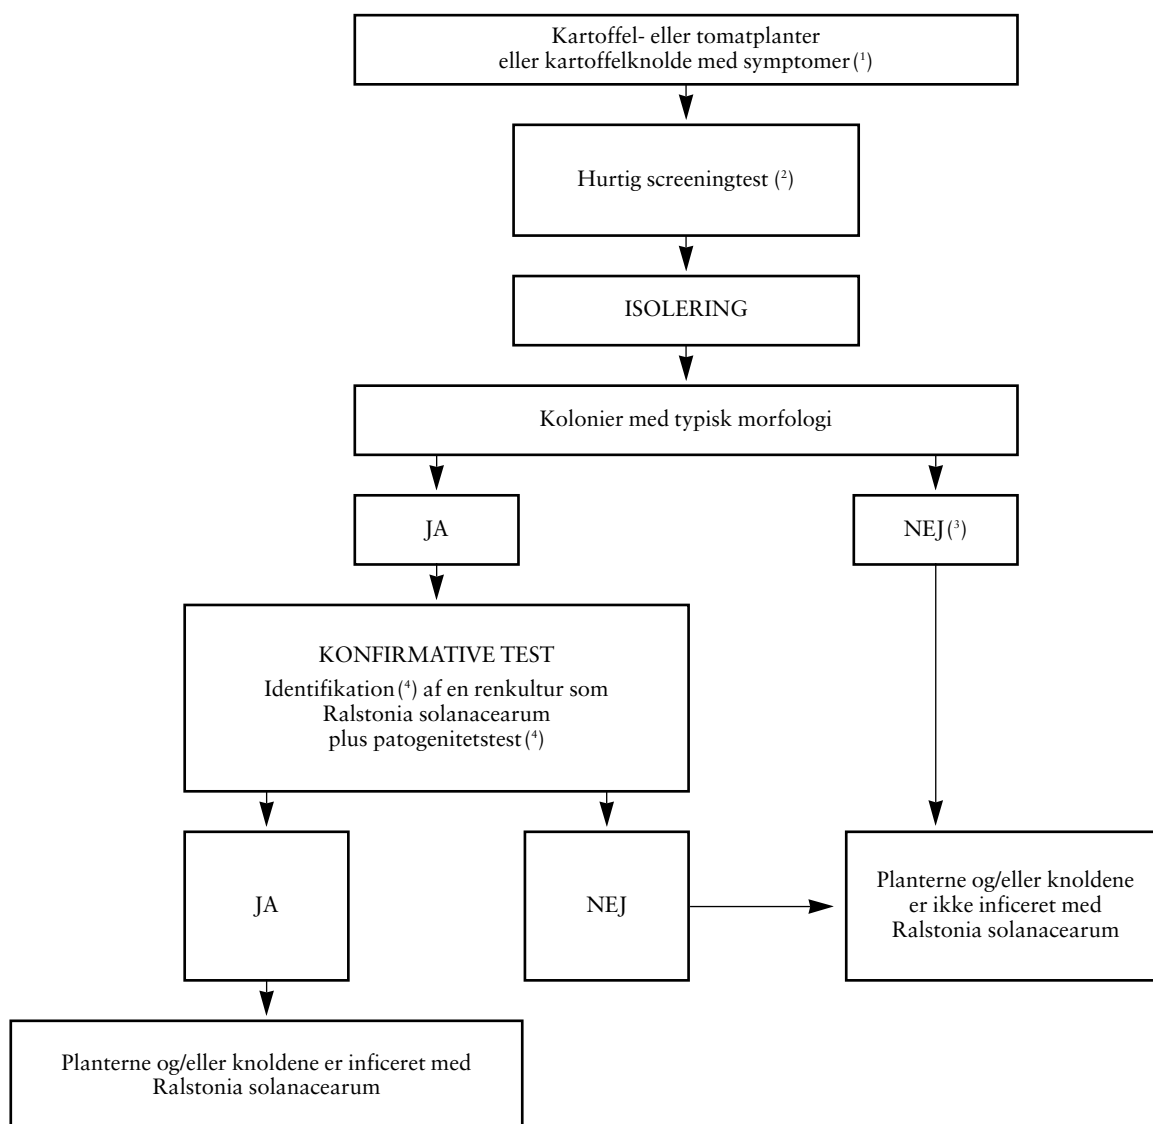 Kartoffel- eller tomatplanter
eller kartoffelknolde med symptomer (¹)
Hurtig screeningtest (²)
ISOLERING
Kolonier med typisk morfologi
JA
NEJ (³)
KONFIRMATIVE TEST
Identifikation (⁴) af en renkultur som
Ralstonia solanacearum
plus patogenitetstest (⁴)
JA
NEJ
Planterne og/eller knoldene
er ikke inficeret med
Ralstonia solanacearum
Planterne og/eller knoldene er inficeret med
Ralstonia solanacearum